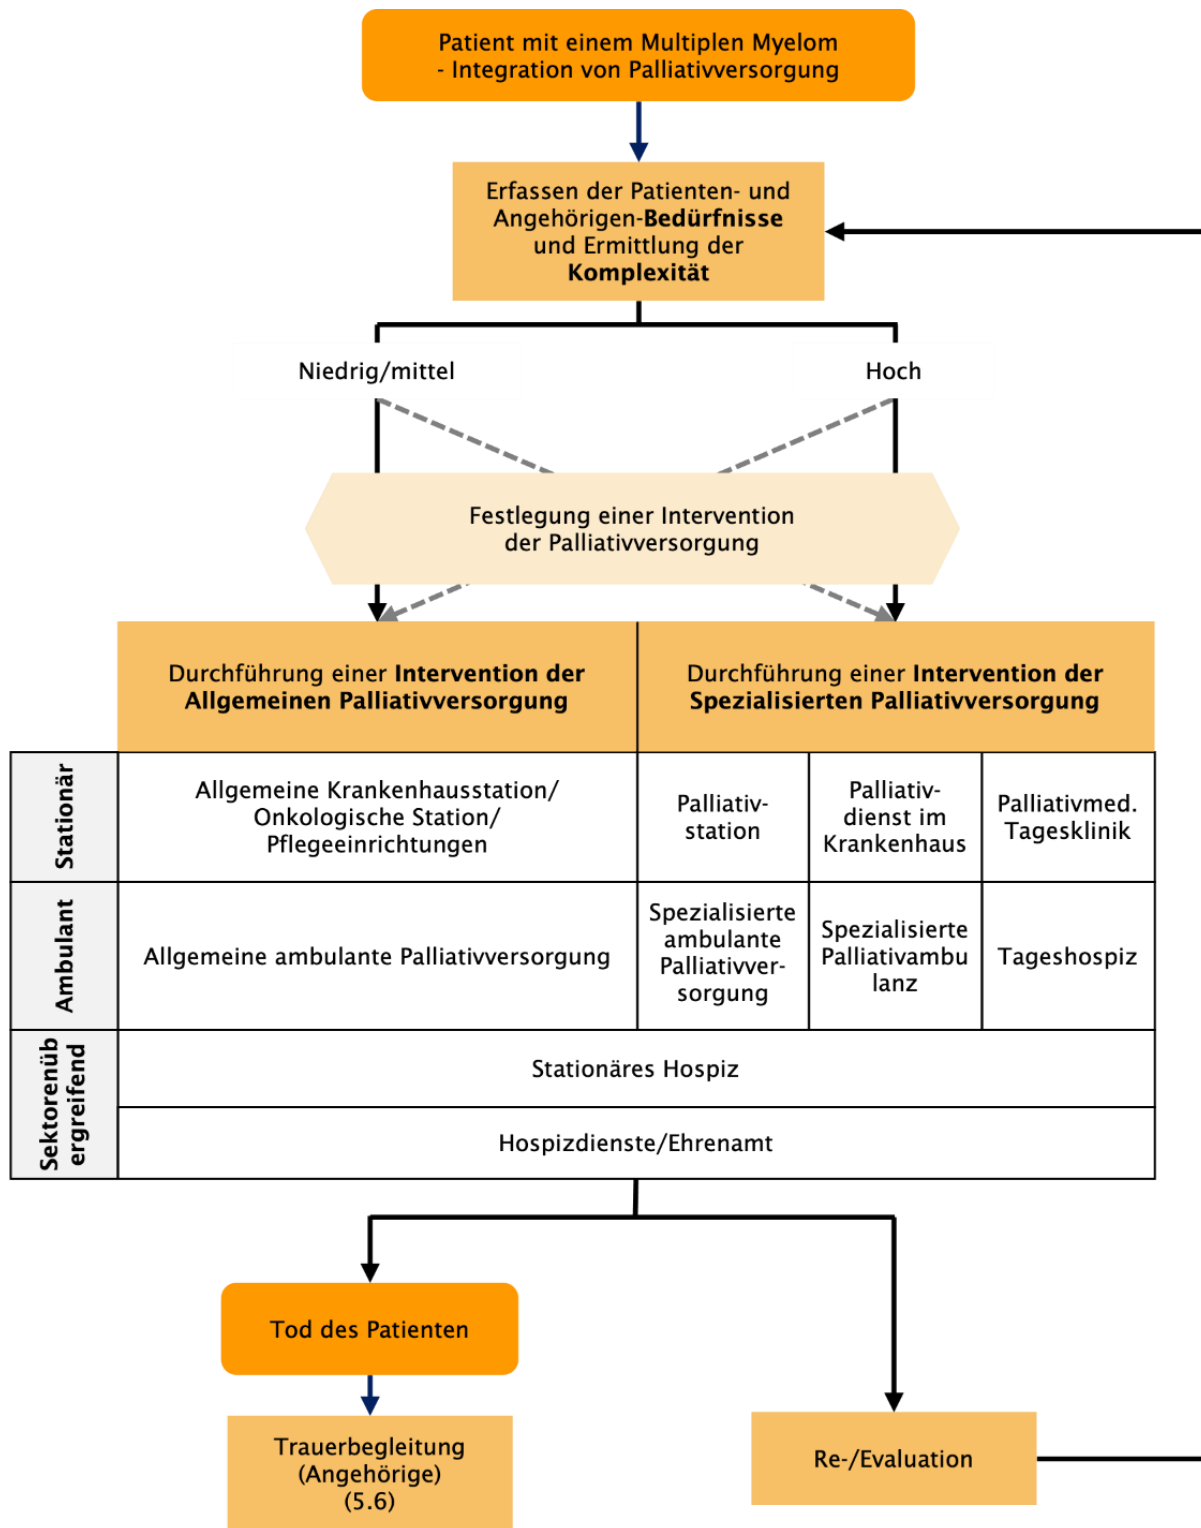 Patient mit einem Multiplen Myelom
- Integration von Palliativversorgung
Erfassen der Patienten- und
Angehörigen-Bedürfnisse
und Ermittlung der
Komplexität
Niedrig/mittel
Hoch
Festlegung einer Intervention
der Palliativversorgung
Durchführung einer Intervention der
Allgemeinen Palliativversorgung
Durchführung einer Intervention der
Spezialisierten Palliativversorgung
Stationär
Allgemeine Krankenhausstation/
Onkologische Station/
Pflegeeinrichtungen
Palliativ-
station
Palliativ-
dienst im
Krankenhaus
Palliativmed.
Tagesklinik
Ambulant
Allgemeine ambulante Palliativversorgung
Spezialisierte
ambulante
Palliativver-
sorgung
Spezialisierte
Palliativambu
lanz
Tageshospiz
Sektorenüb
ergreifend
Stationäres Hospiz
Hospizdienste/Ehrenamt
Tod des Patienten
Trauerbegleitung
(Angehörige)
(5.6)
Re-/Evaluation